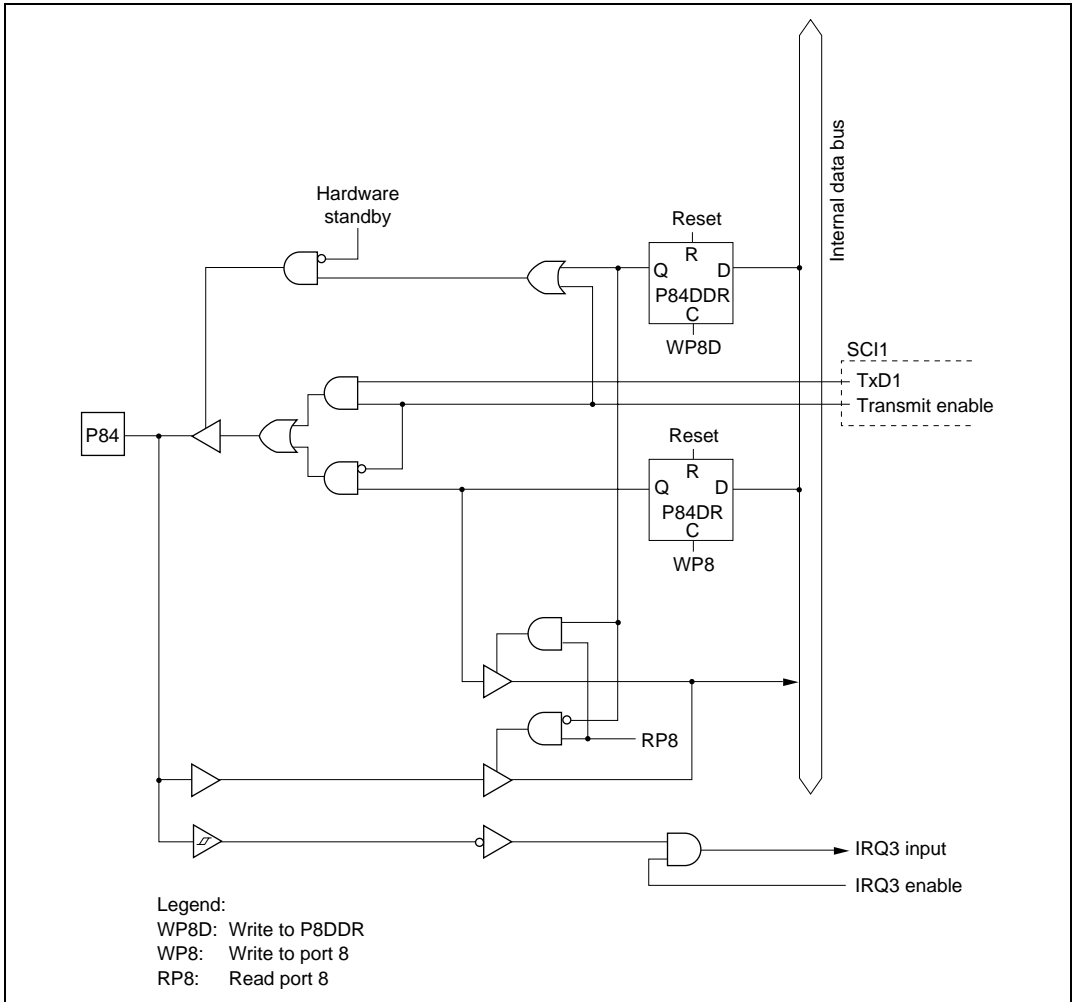 Hardware
standby
Reset
R
Q D
P84DDR
C
WP8D
Internal data bus
SCI1
TxD1
Transmit enable
P84
Reset
R
Q D
P84DR
C
WP8
RP8
IRQ3 input
IRQ3 enable
Legend:
WP8D: Write to P8DDR
WP8: Write to port 8
RP8: Read port 8